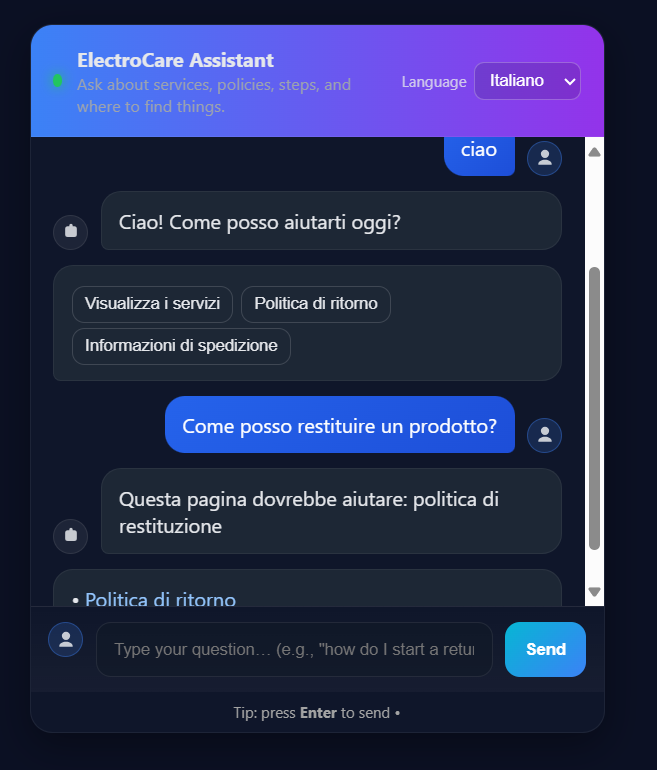 ElectroCare Assistant
Ask about services, policies, steps, and
where to find things.
Language
Italiano
ciao
Ciao! Come posso aiutarti oggi?
Visualizza i servizi
Politica di ritorno
Informazioni di spedizione
Come posso restituire un prodotto?
Questa pagina dovrebbe aiutare: politica di
restituzione
• Politica di ritorno
Type your question… (e.g., "how do I start a retur
Send
Tip: press Enter to send •